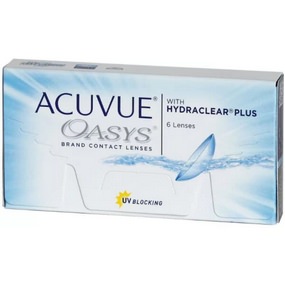 ACUVUE®
OASYS®
BRAND CONTACT LENSES
WITH
HYDRACLEAR® PLUS
6 Lenses
UV BLOCKING